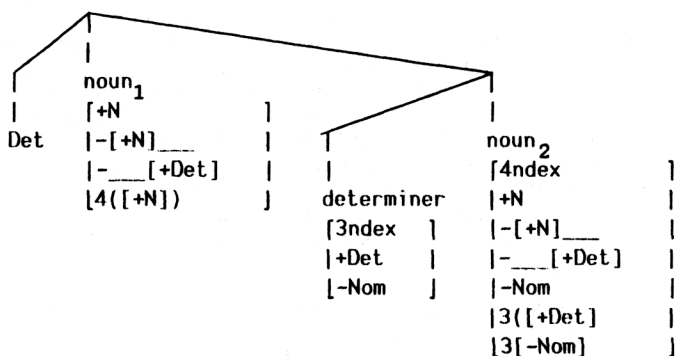 noun1
[+N ]
Det |-[+N]___ | noun2
|-___[+Det] | [4ndex ]
⌊4([+N]) ⌋ determiner |+N |
[3ndex ] |-[+N]___ ⌊
|+Det | |-___[+Det] |
⌊-Nom ⌋ |-Nom |
|3([+Det] |
⌊3[-Nom] ⌋